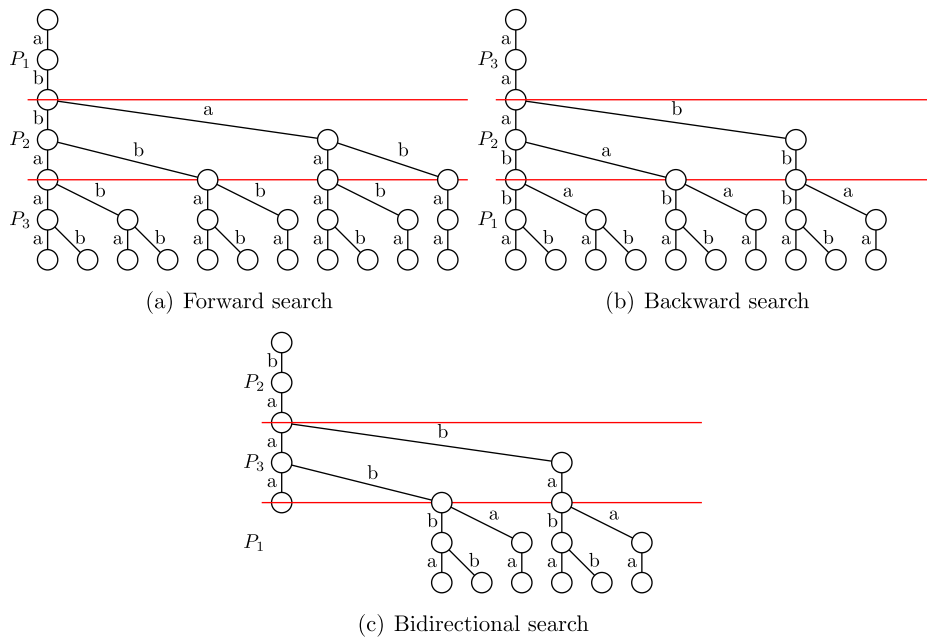 a a
P1 P3
b a
a b
b a
P2 P2
b b a
a b b b
a b a b a b b a b a b a
P3 P1
a b a b a b a a b a a a b a b a b a a b a
(a) Forward search (b) Backward search
b
P2
a
b
a
P3
b a
a
b a b a
P1
a b a a b a
(c) Bidirectional search